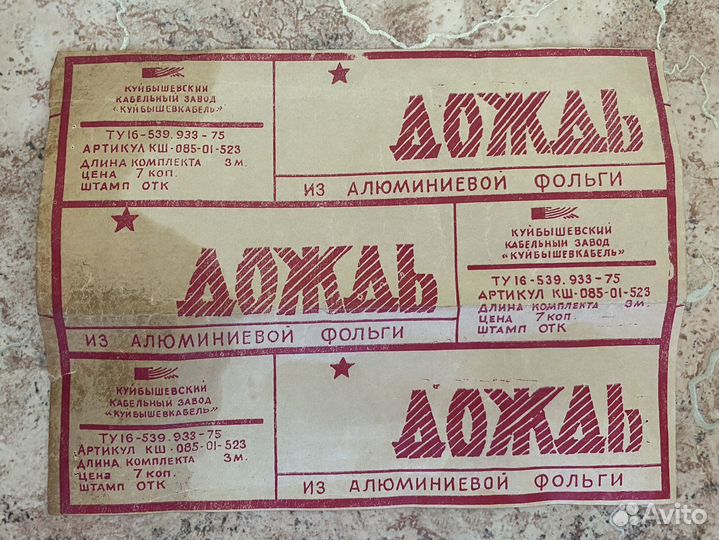 КУЙБЫШЕВСКИЙ
КАБЕЛЬНЫЙ ЗАВОД
«КУЙБЫШЕВКАБЕЛЬ»
ТУ16-539.933-75
АРТИКУЛ КШ-085-01-523
ДЛИНА КОМПЛЕКТА 3м.
ЦЕНА 7 КОП.
ШТАМП ОТК
ДОЖДЬ
ИЗ АЛЮМИНИЕВОЙ ФОЛЬГИ
ДОЖДЬ
ИЗ АЛЮМИНИЕВОЙ ФОЛЬГИ
КУЙБЫШЕВСКИЙ
КАБЕЛЬНЫЙ ЗАВОД
«КУЙБЫШЕВКАБЕЛЬ»
ТУ16-539.933-75
АРТИКУЛ КШ-085-01-523
ДЛИНА КОМПЛЕКТА 3м.
ЦЕНА 7 КОП.
ШТАМП ОТК
КУЙБЫШЕВСКИЙ
КАБЕЛЬНЫЙ ЗАВОД
«КУЙБЫШЕВКАБЕЛЬ»
ТУ16-539.933-75
АРТИКУЛ КШ-085-01-523
ДЛИНА КОМПЛЕКТА 3м.
ЦЕНА 7 КОП.
ШТАМП ОТК
ДОЖДЬ
ИЗ АЛЮМИНИЕВОЙ ФОЛЬГИ
Avito